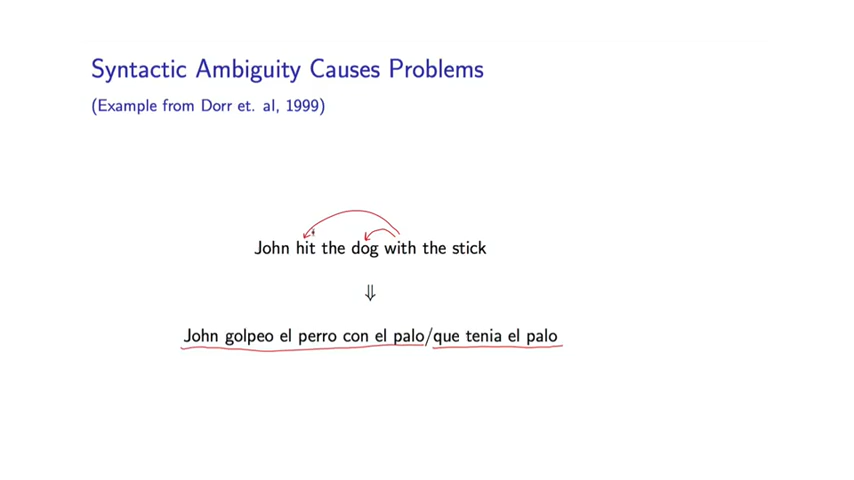 Syntactic Ambiguity Causes Problems
(Example from Dorr et. al, 1999)
John hit the dog with the stick
⇓
John golpeo el perro con el palo/que tenia el palo